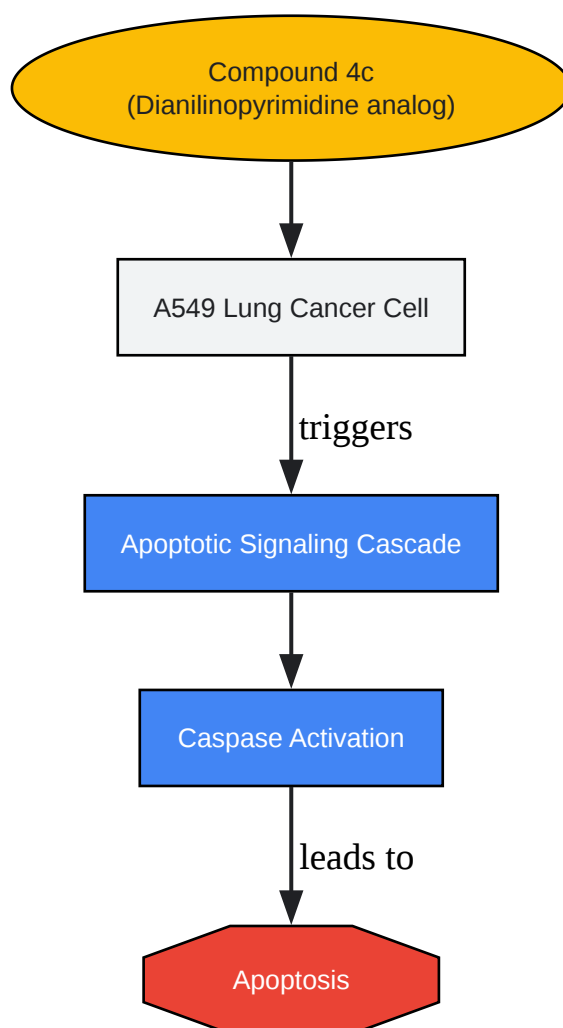 Compound 4c
(Dianilinopyrimidine analog)
A549 Lung Cancer Cell
triggers
Apoptotic Signaling Cascade
Caspase Activation
leads to
Apoptosis